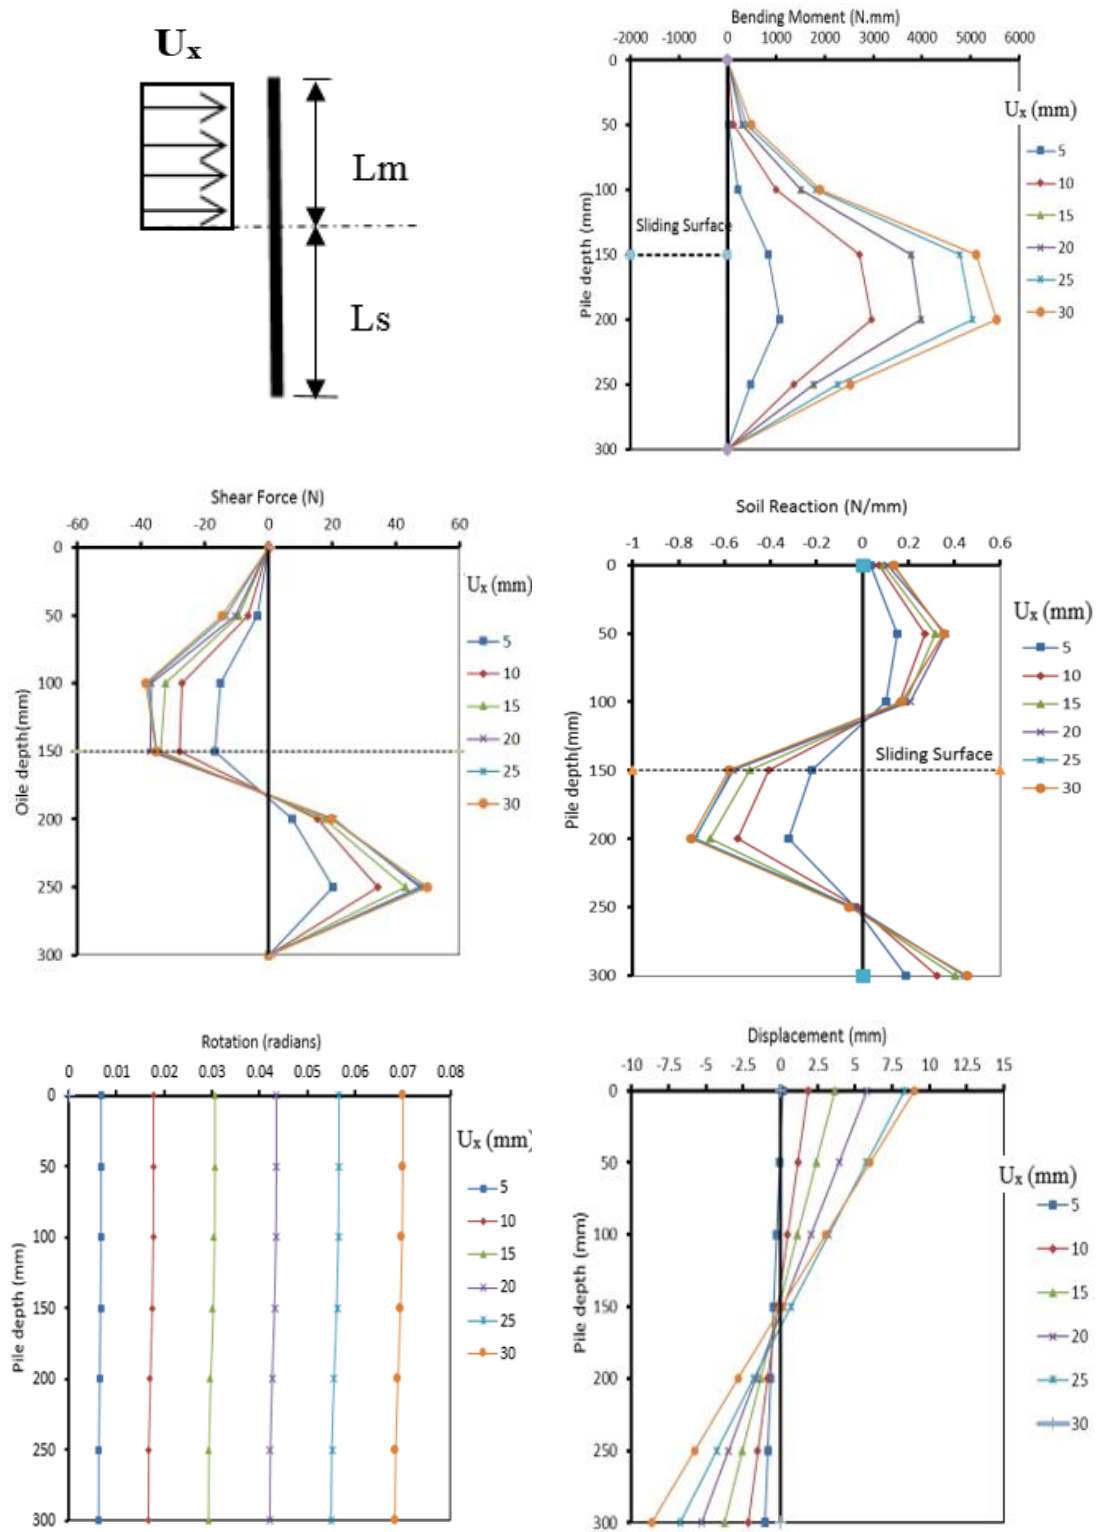 Uₓ
Lm
Ls
Bending Moment (N.mm)
-2000 -1000 0 1000 2000 3000 4000 5000 6000
0
50
100
150
200
250
300
Pile depth (mm)
Sliding Surface
Uₓ (mm)
5
10
15
20
25
30
Shear Force (N)
-60 -40 -20 0 20 40 60
0
50
100
150
200
250
300
Oile depth(mm)
Uₓ (mm)
5
10
15
20
25
30
Soil Reaction (N/mm)
-1 -0.8 -0.6 -0.4 -0.2 0 0.2 0.4 0.6
0
50
100
150
200
250
300
Pile depth(mm)
Sliding Surface
Uₓ (mm)
5
10
15
20
25
30
Rotation (radians)
0 0.01 0.02 0.03 0.04 0.05 0.06 0.07 0.08
0
50
100
150
200
250
300
Pile depth (mm)
Uₓ (mm)
5
10
15
20
25
30
Displacement (mm)
-10 -7.5 -5 -2.5 0 2.5 5 7.5 10 12.5 15
0
50
100
150
200
250
300
Pile depth (mm)
Uₓ (mm)
5
10
15
20
25
30